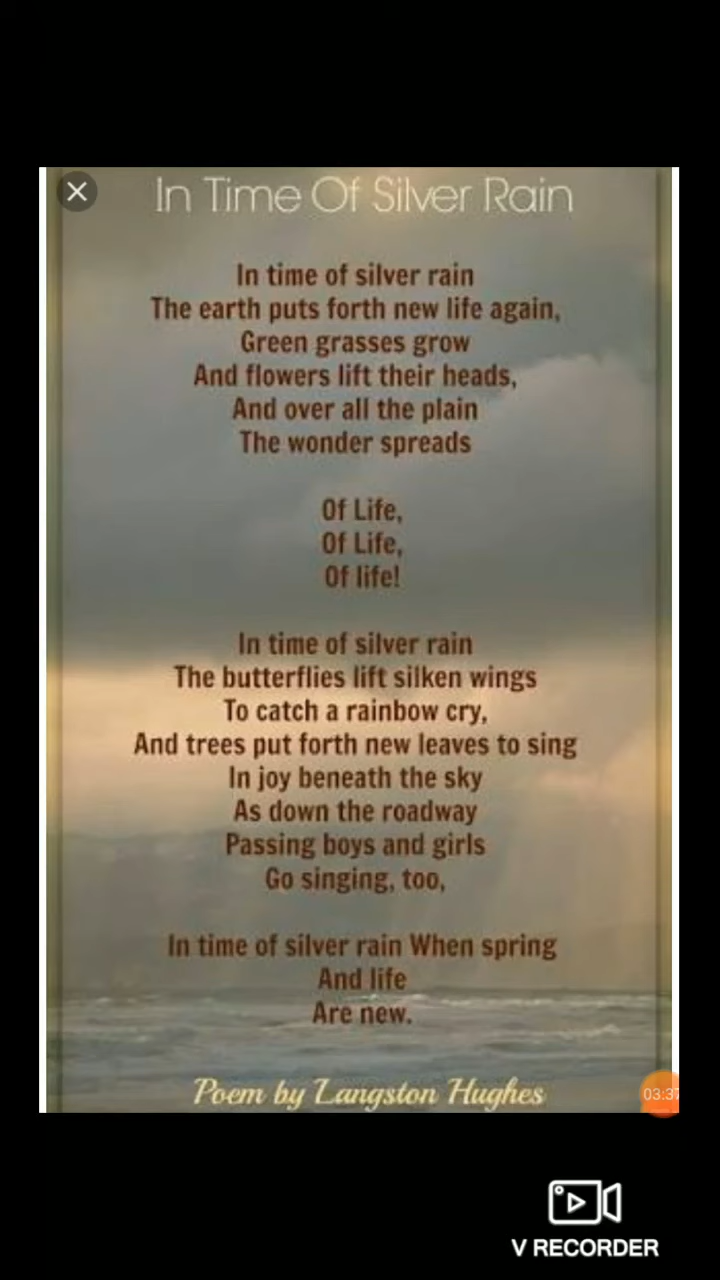 In Time Of Silver Rain
In time of silver rain
The earth puts forth new life again,
Green grasses grow
And flowers lift their heads,
And over all the plain
The wonder spreads
Of Life,
Of Life,
Of life!
In time of silver rain
The butterflies lift silken wings
To catch a rainbow cry,
And trees put forth new leaves to sing
In joy beneath the sky
As down the roadway
Passing boys and girls
Go singing, too,
In time of silver rain When spring
And life
Are new.
Poem by Langston Hughes
03:37
V RECORDER